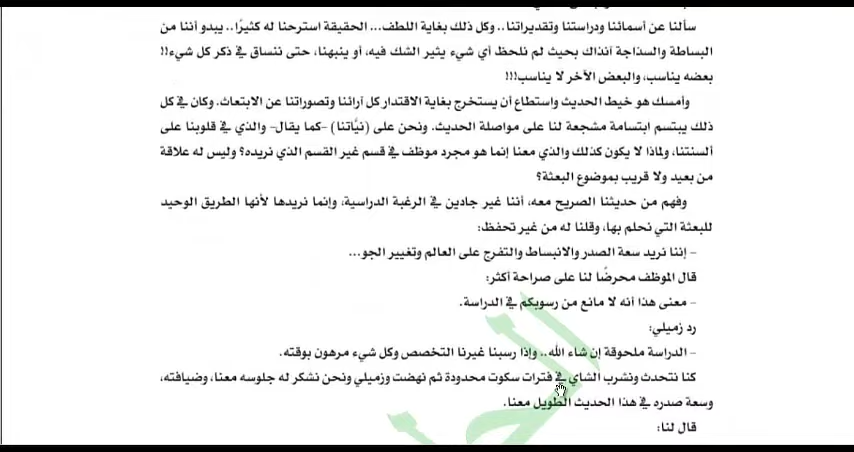 سألنا عن أسمائنا ودراستنا وتقديراتنا.. وكل ذلك بغاية اللطف... الحقيقة استرحنا له كثيرًا.. يبدو أننا من
البساطة والسذاجة آنذاك بحيث لم نلحظ أي شيء يثير الشك فيه، أو ينبهنا، حتى ننساق في ذكر كل شيء!!
بعضه يناسب، والبعض الآخر لا يناسب!!!
وأمسك هو خيط الحديث واستطاع أن يستخرج بغاية الاقتدار كل آرائنا وتصوراتنا عن الابتعاث. وكان في كل
ذلك يبتسم ابتسامة مشجعة لنا على مواصلة الحديث. ونحن على (نيَّاتنا) -كما يقال- والذي في قلوبنا على
ألسنتنا، ولماذا لا يكون كذلك والذي معنا إنما هو مجرد موظف في قسم غير القسم الذي نريده؟ وليس له علاقة
من بعيد ولا قريب بموضوع البعثة؟
وفهم من حديثنا الصريح معه، أننا غير جادين في الرغبة الدراسية، وإنما نريدها لأنها الطريق الوحيد
للبعثة التي نحلم بها، وقلنا له من غير تحفظ:
- إننا نريد سعة الصدر والانبساط والتفرج على العالم وتغيير الجو...
قال الموظف محرضًا لنا على صراحة أكثر:
- معنى هذا أنه لا مانع من رسوبكم في الدراسة.
رد زميلي:
- الدراسة ملحوقة إن شاء الله.. وإذا رسبنا غيرنا التخصص وكل شيء مرهون بوقته.
كنا نتحدث ونشرب الشاي في فترات سكوت محدودة ثم نهضت وزميلي ونحن نشكر له جلوسه معنا، وضيافته،
وسعة صدره في هذا الحديث الطويل معنا.
قال لنا: